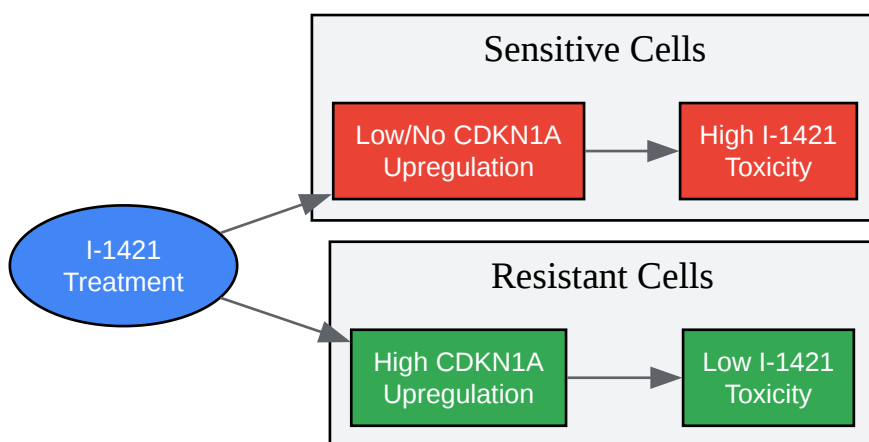 Sensitive Cells
Low/No CDKN1A
Upregulation
High I-1421
Toxicity
I-1421
Treatment
Resistant Cells
High CDKN1A
Upregulation
Low I-1421
Toxicity